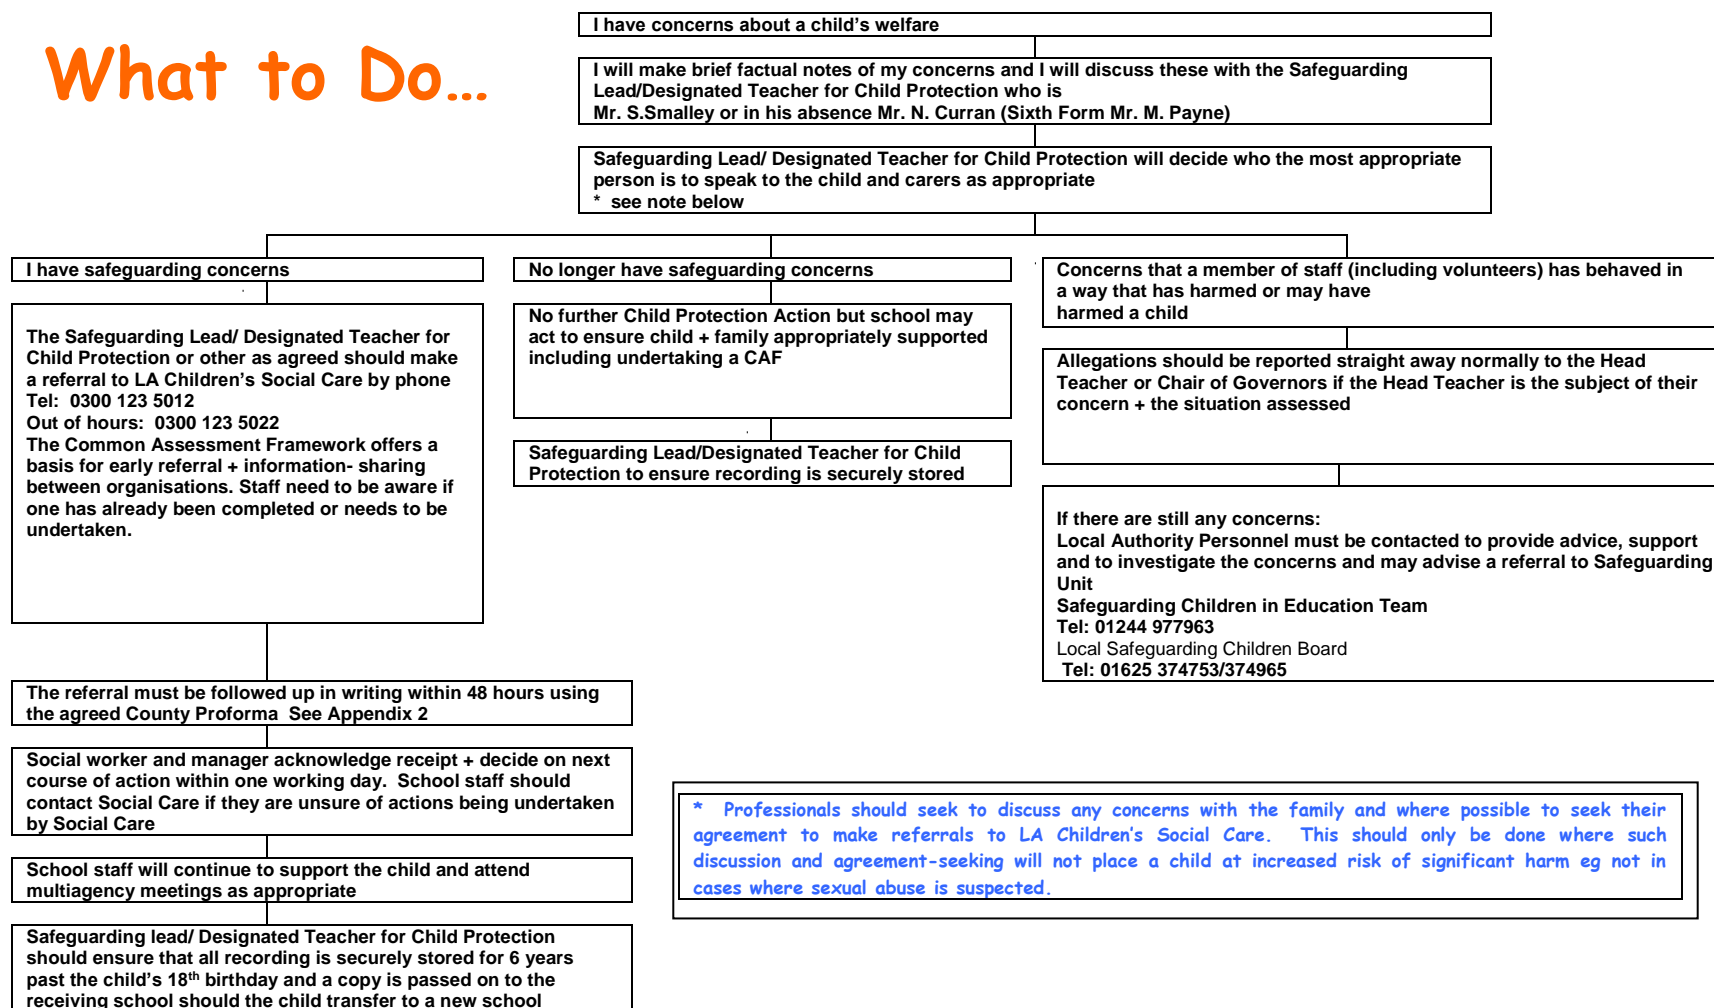 What to Do…
I have concerns about a child's welfare
I will make brief factual notes of my concerns and I will discuss these with the Safeguarding
Lead/Designated Teacher for Child Protection who is
Mr. S.Smalley or in his absence Mr. N. Curran (Sixth Form Mr. M. Payne)
Safeguarding Lead/ Designated Teacher for Child Protection will decide who the most appropriate
person is to speak to the child and carers as appropriate
* see note below
I have safeguarding concerns
The Safeguarding Lead/ Designated Teacher for
Child Protection or other as agreed should make
a referral to LA Children's Social Care by phone
Tel: 0300 123 5012
Out of hours: 0300 123 5022
The Common Assessment Framework offers a
basis for early referral + information- sharing
between organisations. Staff need to be aware if
one has already been completed or needs to be
undertaken.
The referral must be followed up in writing within 48 hours using
the agreed County Proforma See Appendix 2
Social worker and manager acknowledge receipt + decide on next
course of action within one working day. School staff should
contact Social Care if they are unsure of actions being undertaken
by Social Care
School staff will continue to support the child and attend
multiagency meetings as appropriate
Safeguarding lead/ Designated Teacher for Child Protection
should ensure that all recording is securely stored for 6 years
past the child's 18th birthday and a copy is passed on to the
receiving school should the child transfer to a new school
No longer have safeguarding concerns
No further Child Protection Action but school may
act to ensure child + family appropriately supported
including undertaking a CAF
Safeguarding Lead/Designated Teacher for Child
Protection to ensure recording is securely stored
Concerns that a member of staff (including volunteers) has behaved in
a way that has harmed or may have
harmed a child
Allegations should be reported straight away normally to the Head
Teacher or Chair of Governors if the Head Teacher is the subject of their
concern + the situation assessed
If there are still any concerns:
Local Authority Personnel must be contacted to provide advice, support
and to investigate the concerns and may advise a referral to Safeguarding
Unit
Safeguarding Children in Education Team
Tel: 01244 977963
Local Safeguarding Children Board
Tel: 01625 374753/374965
* Professionals should seek to discuss any concerns with the family and where possible to seek their
agreement to make referrals to LA Children's Social Care. This should only be done where such
discussion and agreement-seeking will not place a child at increased risk of significant harm eg not in
cases where sexual abuse is suspected.